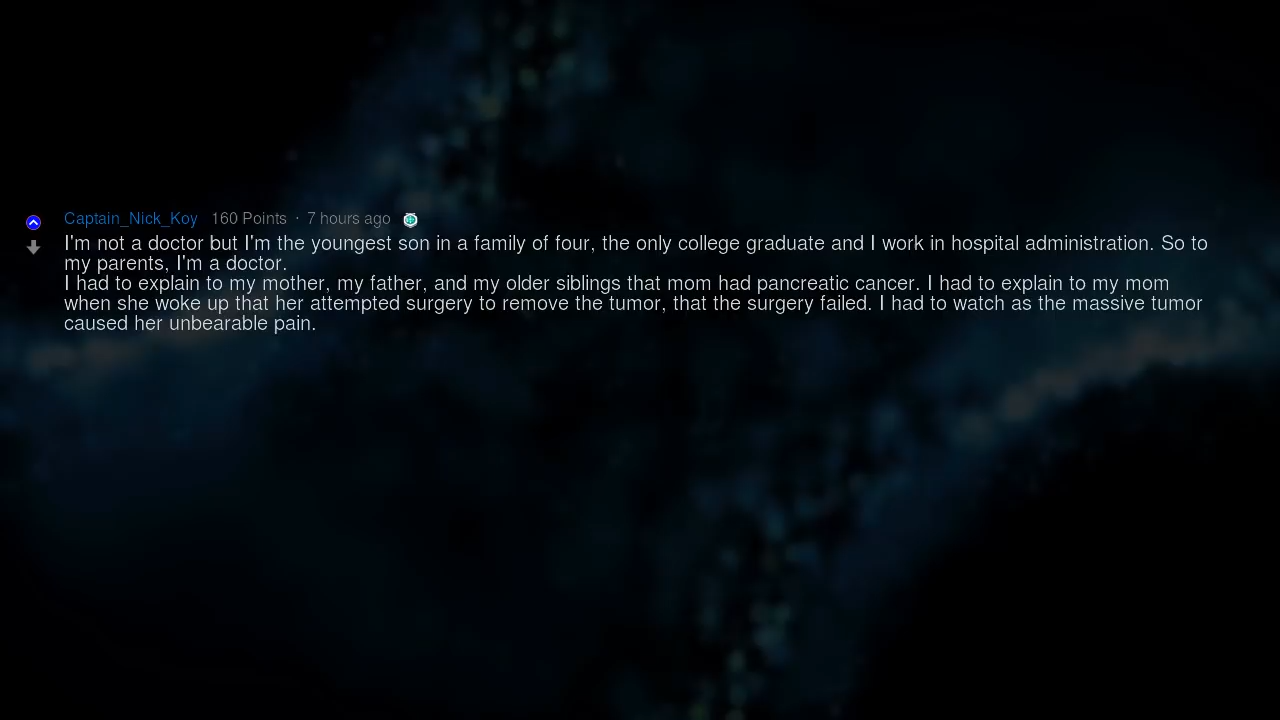 Captain_Nick_Koy 160 Points · 7 hours ago
I'm not a doctor but I'm the youngest son in a family of four, the only college graduate and I work in hospital administration. So to
my parents, I'm a doctor.
I had to explain to my mother, my father, and my older siblings that mom had pancreatic cancer. I had to explain to my mom
when she woke up that her attempted surgery to remove the tumor, that the surgery failed. I had to watch as the massive tumor
caused her unbearable pain.